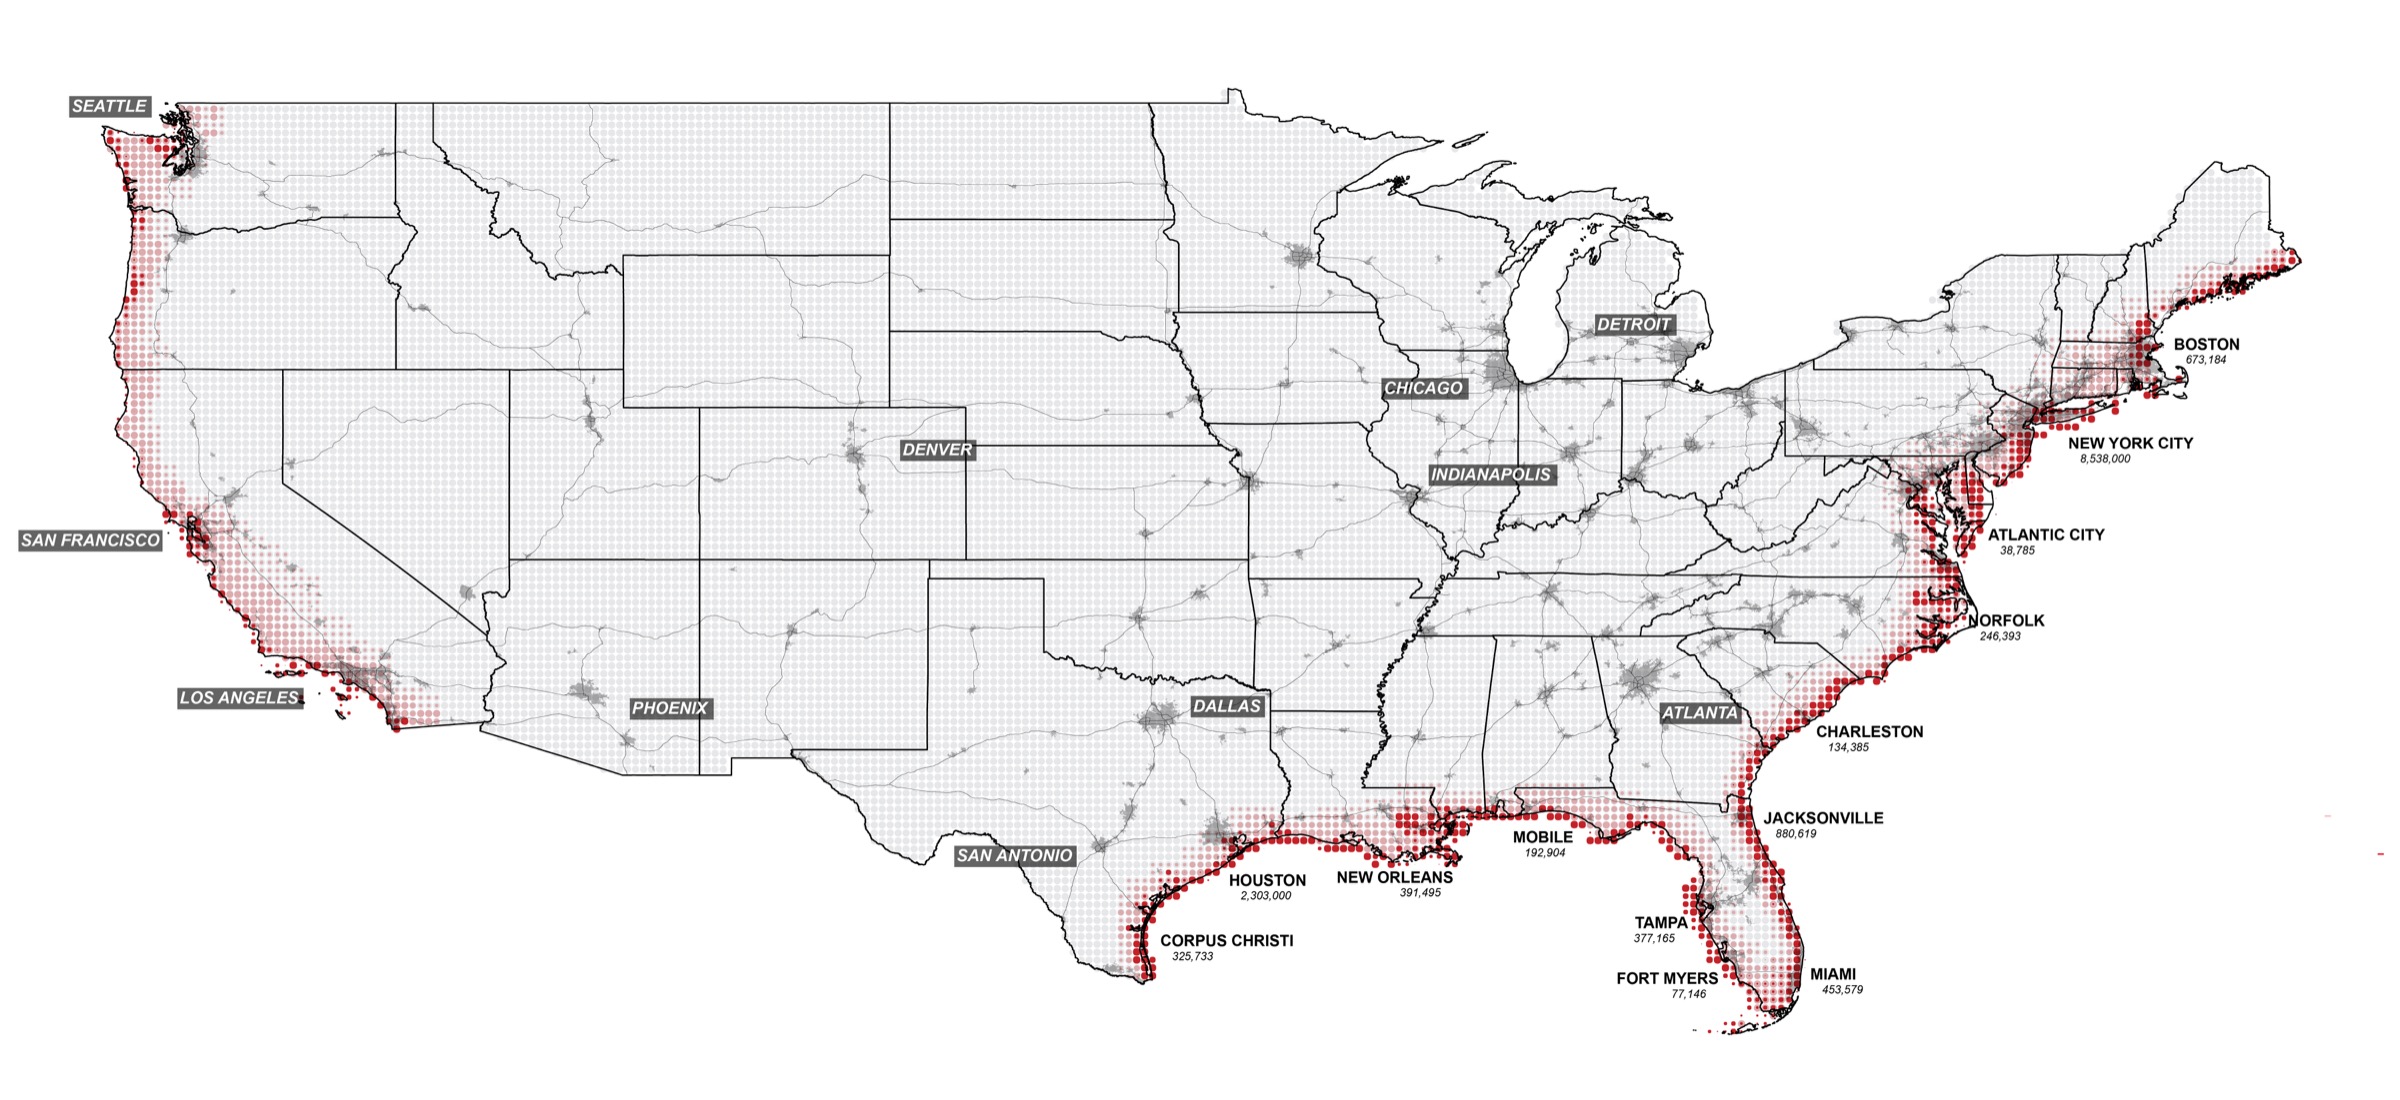 SEATTLE
DETROIT
BOSTON
673,184
CHICAGO
NEW YORK CITY
8,538,000
DENVER
INDIANAPOLIS
SAN FRANCISCO
ATLANTIC CITY
38,785
NORFOLK
246,393
LOS ANGELES
PHOENIX
DALLAS
ATLANTA
CHARLESTON
134,385
JACKSONVILLE
880,619
MOBILE
192,904
SAN ANTONIO
HOUSTON
2,303,000
NEW ORLEANS
391,495
TAMPA
377,165
CORPUS CHRISTI
325,733
FORT MYERS
77,146
MIAMI
453,579